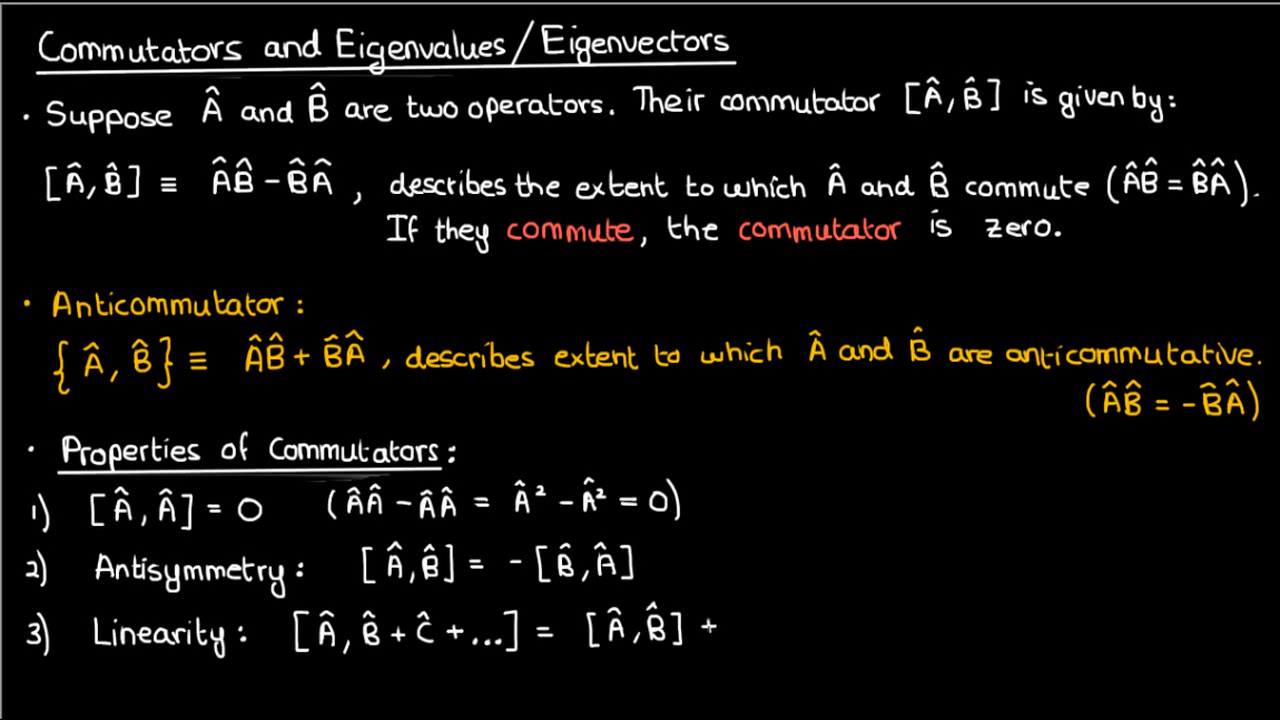 Commutators and Eigenvalues/Eigenvectors
· Suppose Â and B̂ are two operators. Their commutator [Â, B̂] is given by:
[Â, B̂] ≡ ÂB̂ - B̂Â , describes the extent to which Â and B̂ commute (ÂB̂ = B̂Â).
If they commute, the commutator is zero.
· Anticommutator :
{Â, B̂} ≡ ÂB̂ + B̂Â , describes extent to which Â and B̂ are anticommutative.
(ÂB̂ = -B̂Â)
· Properties of Commutators :
1) [Â, Â] = 0 (ÂÂ - ÂÂ = Â² - Â² = 0)
2) Antisymmetry : [Â, B̂] = - [B̂, Â]
3) Linearity : [Â, B̂ + Ĉ + ...] = [Â, B̂] +